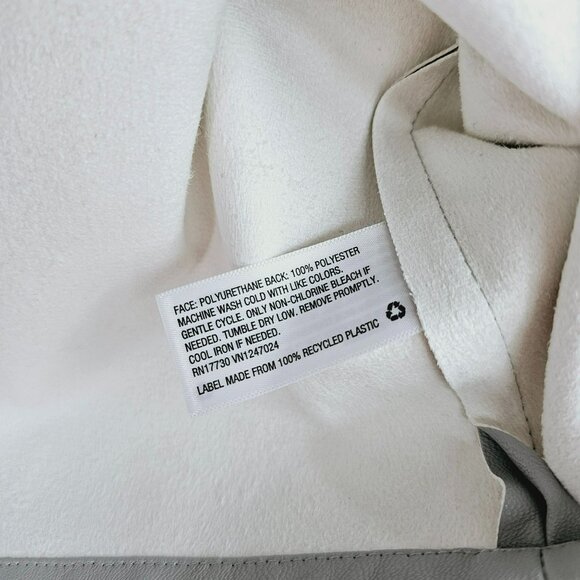 FACE: POLYURETHANE BACK: 100% POLYESTER
MACHINE WASH COLD WITH LIKE COLORS.
GENTLE CYCLE. ONLY NON-CHLORINE BLEACH IF
NEEDED. TUMBLE DRY LOW. REMOVE PROMPTLY.
COOL IRON IF NEEDED.
RN17730 VN1247024
LABEL MADE FROM 100% RECYCLED PLASTIC